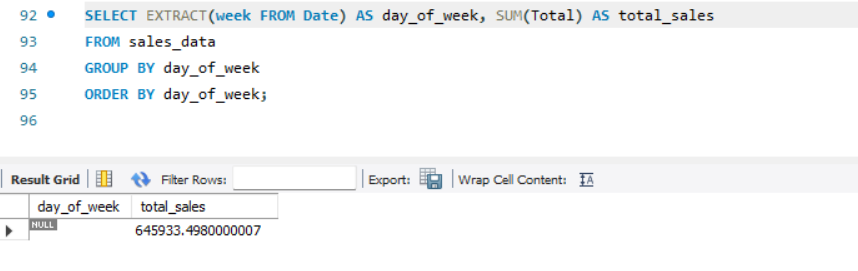 92 SELECT EXTRACT(week FROM Date) AS day_of_week, SUM(Total) AS total_sales
93 FROM sales_data
94 GROUP BY day_of_week
95 ORDER BY day_of_week;
96
Result Grid Filter Rows: Export: Wrap Cell Content:
day_of_week total_sales
NULL 645933.4980000007